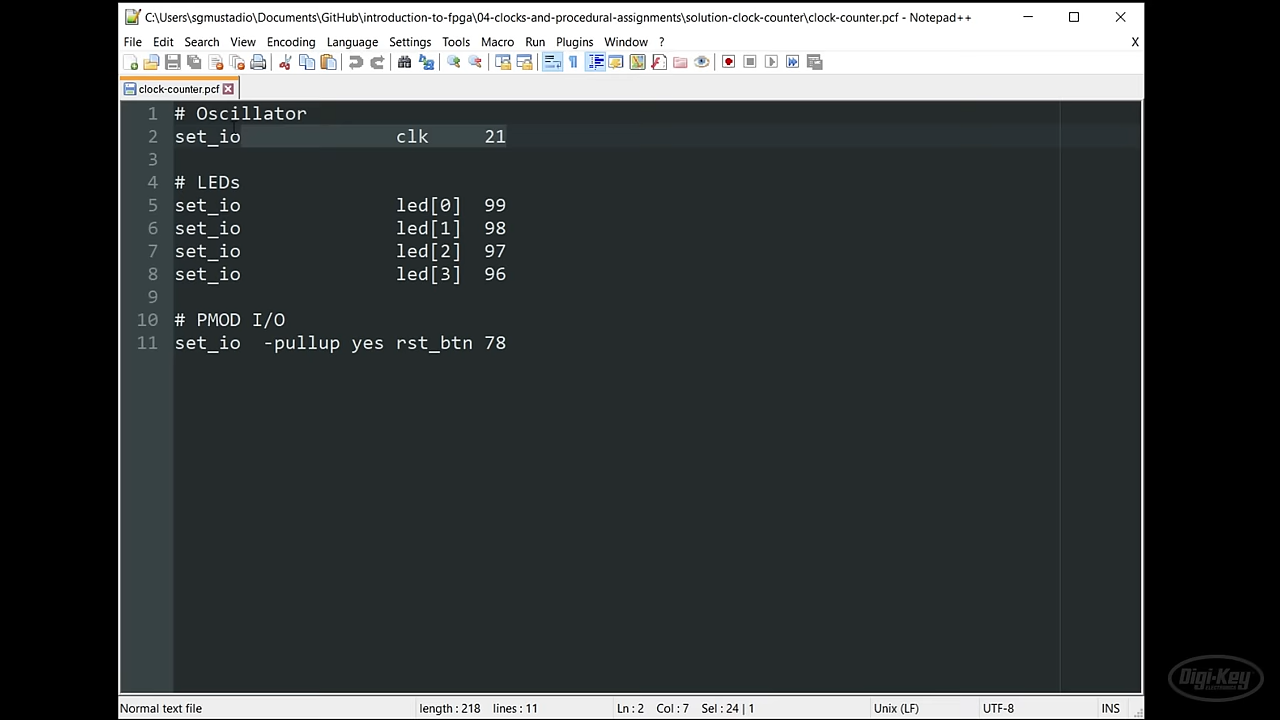 C:\Users\sgmustadio\Documents\GitHub\introduction-to-fpga\04-clocks-and-procedural-assignments\solution-clock-counter\clock-counter.pcf - Notepad++
File Edit Search View Encoding Language Settings Tools Macro Run Plugins Window ? X
clock-counter.pcf
1 # Oscillator
2 set_io clk 21
3
4 # LEDs
5 set_io led[0] 99
6 set_io led[1] 98
7 set_io led[2] 97
8 set_io led[3] 96
9
10 # PMOD I/O
11 set_io -pullup yes rst_btn 78
Digi-Key
ELECTRONICS
Normal text file length : 218 lines : 11 Ln : 2 Col : 7 Sel : 24 | 1 Unix (LF) UTF-8 INS